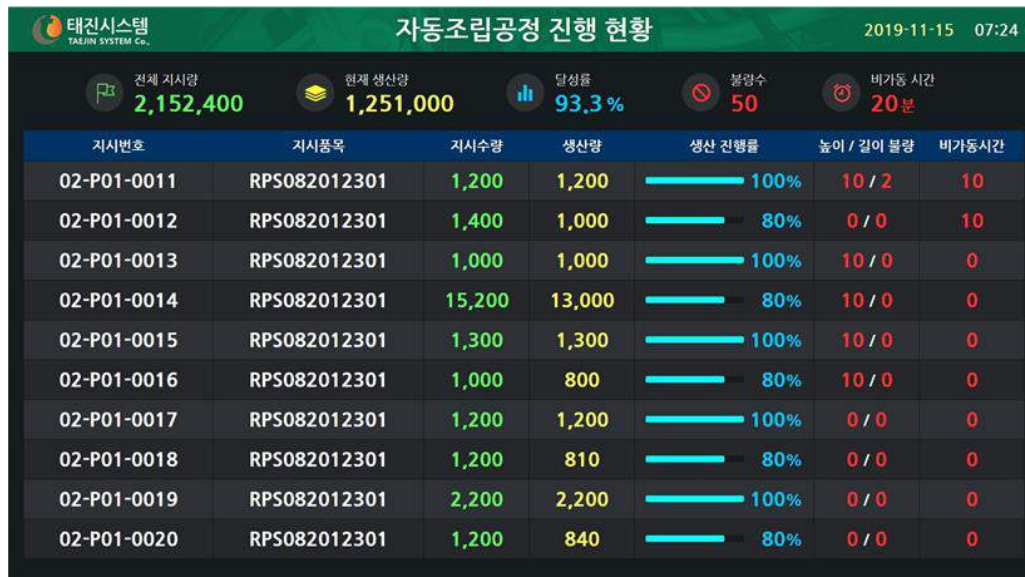 태진시스템
TAEJIN SYSTEM Co.,
자동조립공정 진행 현황
2019-11-15 07:24
전체 지시량 현재 생산량 달성률 불량수 비가동 시간
2,152,400 1,251,000 93.3 % 50 20분
지시번호 지시품목 지시수량 생산량 생산 진행률 높이 / 길이 불량 비가동시간
02-P01-0011 RPS082012301 1,200 1,200 100% 10 / 2 10
02-P01-0012 RPS082012301 1,400 1,000 80% 0 / 0 10
02-P01-0013 RPS082012301 1,000 1,000 100% 10 / 0 0
02-P01-0014 RPS082012301 15,200 13,000 80% 10 / 0 0
02-P01-0015 RPS082012301 1,300 1,300 100% 10 / 0 0
02-P01-0016 RPS082012301 1,000 800 80% 10 / 0 0
02-P01-0017 RPS082012301 1,200 1,200 100% 0 / 0 0
02-P01-0018 RPS082012301 1,200 810 80% 0 / 0 0
02-P01-0019 RPS082012301 2,200 2,200 100% 0 / 0 0
02-P01-0020 RPS082012301 1,200 840 80% 0 / 0 0